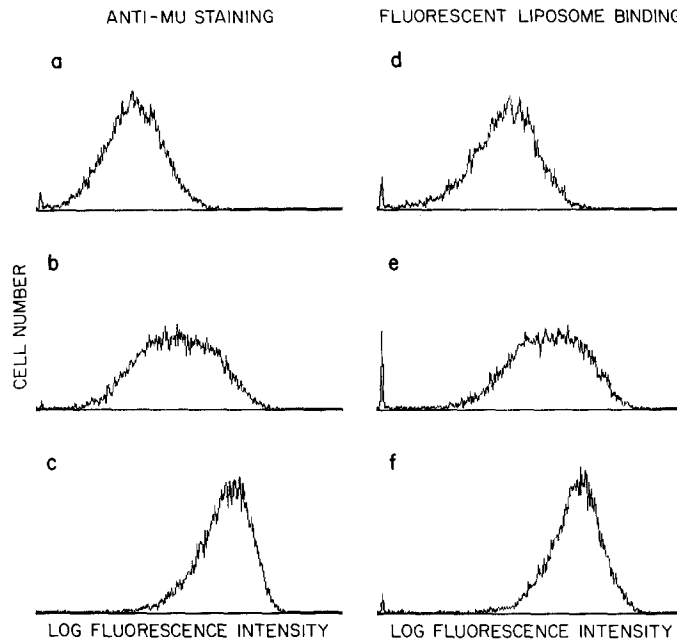 ANTI-MU STAINING
FLUORESCENT LIPOSOME BINDING
a
d
b
e
CELL NUMBER
c
f
LOG FLUORESCENCE INTENSITY
LOG FLUORESCENCE INTENSITY